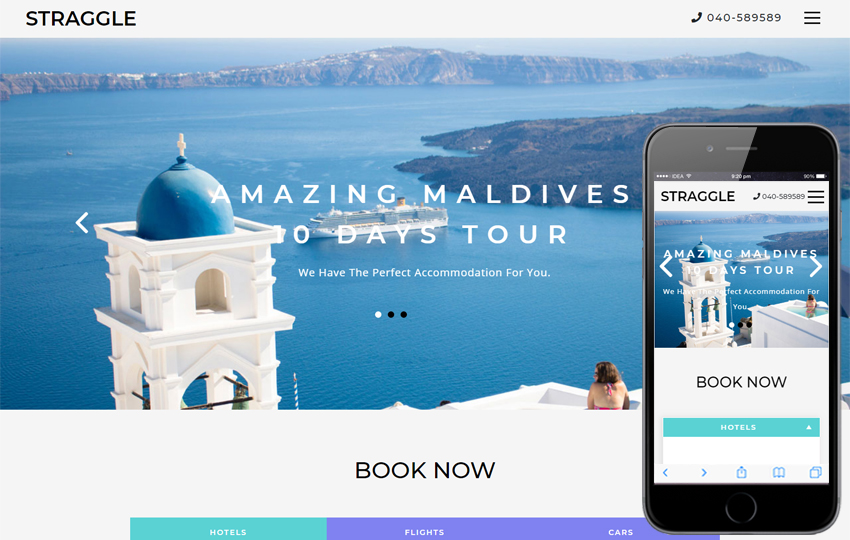 STRAGGLE
040-589589
AMAZING MALDIVES
10 DAYS TOUR
We Have The Perfect Accommodation For You.
BOOK NOW
HOTELS
FLIGHTS
CARS
IDEA
9:20 pm
90%
STRAGGLE
040-589589
AMAZING MALDIVES
10 DAYS TOUR
We Have The Perfect Accommodation For
You.
BOOK NOW
HOTELS